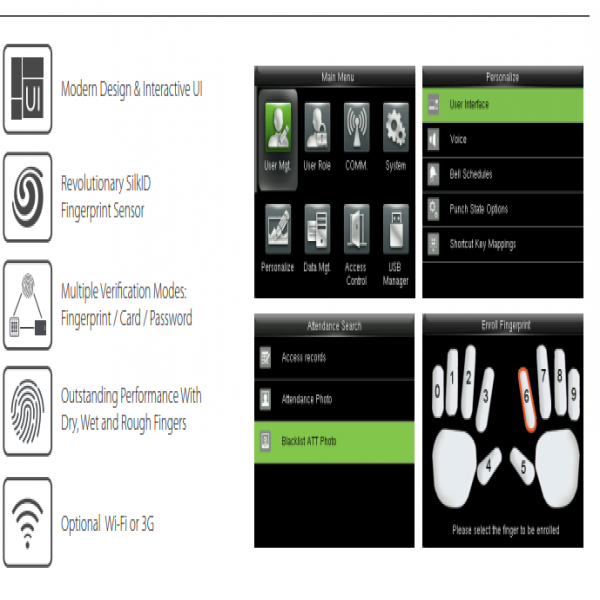 UI
Modern Design & Interactive UI
Revolutionary SilkID
Fingerprint Sensor
Multiple Verification Modes:
Fingerprint / Card / Password
Outstanding Performance With
Dry, Wet and Rough Fingers
Optional Wi-Fi or 3G
Main Menu
User Mgt. User Role COMM. System
Personalize Data Mgt. Access Control USB Manager
Personalize
User Interface
Voice
Bell Schedules
Punch State Options
Shortcut Key Mappings
Attendance Search
Access records
Attendance Photo
Blacklist ATT Photo
Enroll Fingerprint
0 1 2 3 6 7 8 9
4 5
Please select the finger to be enrolled